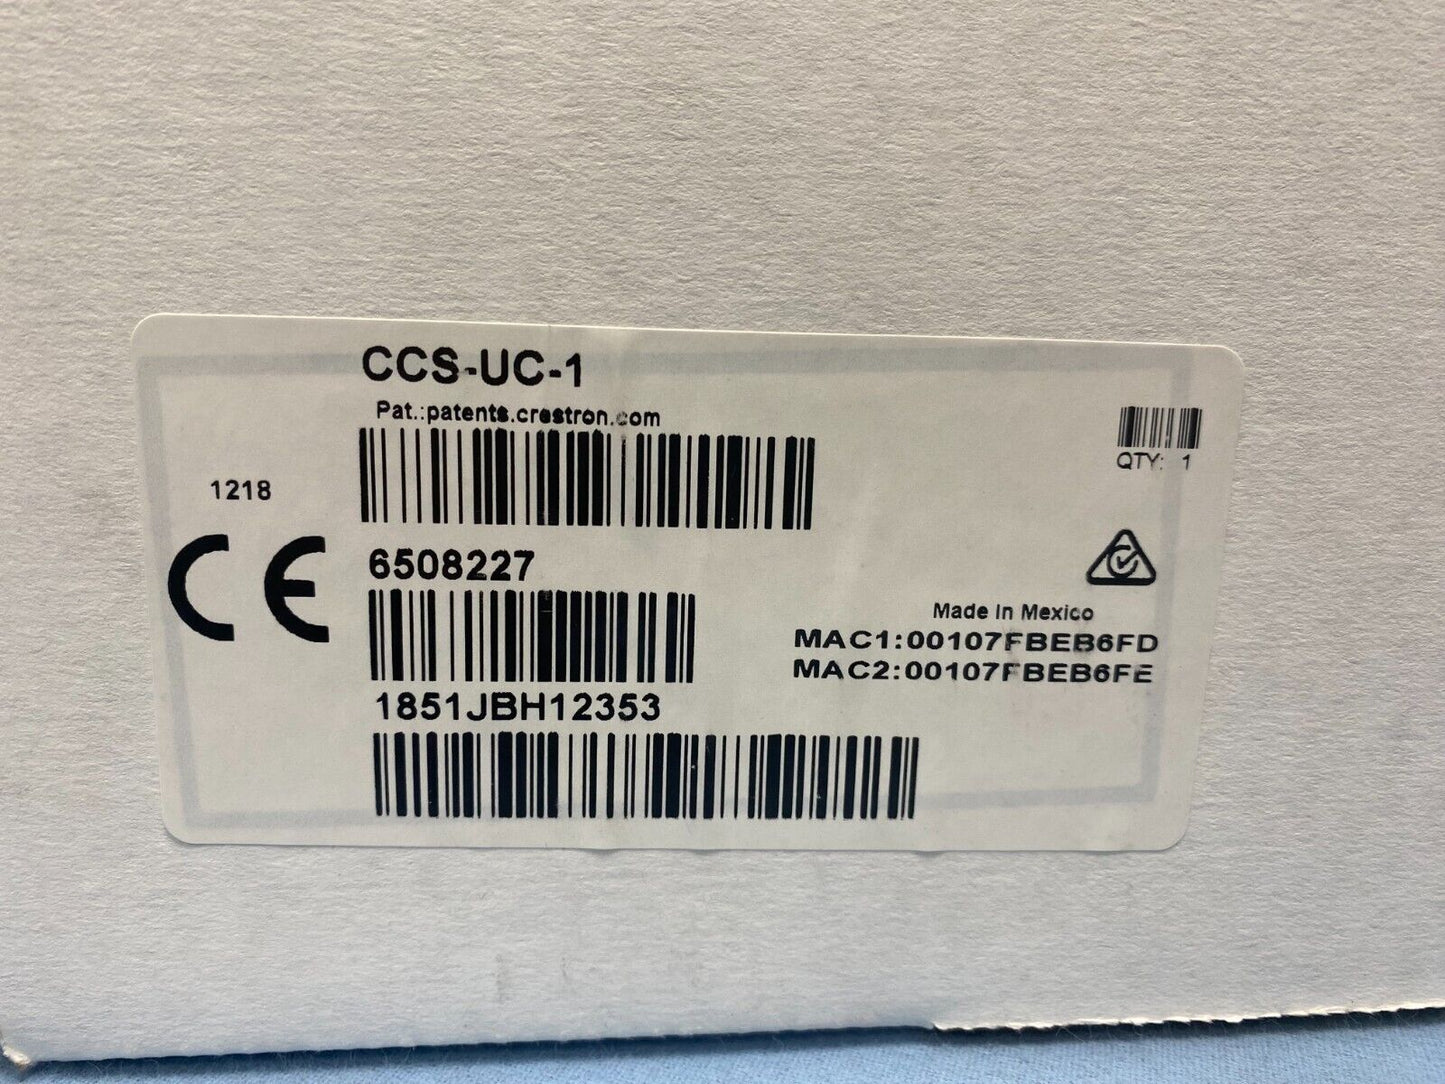 CCS-UC-1
Pat.:patents.crestron.com
QTY: 1
1218
CE
6508227
Made In Mexico
MAC1:00107FBEB6FD
MAC2:00107FBEB6FE
1851JBH12353